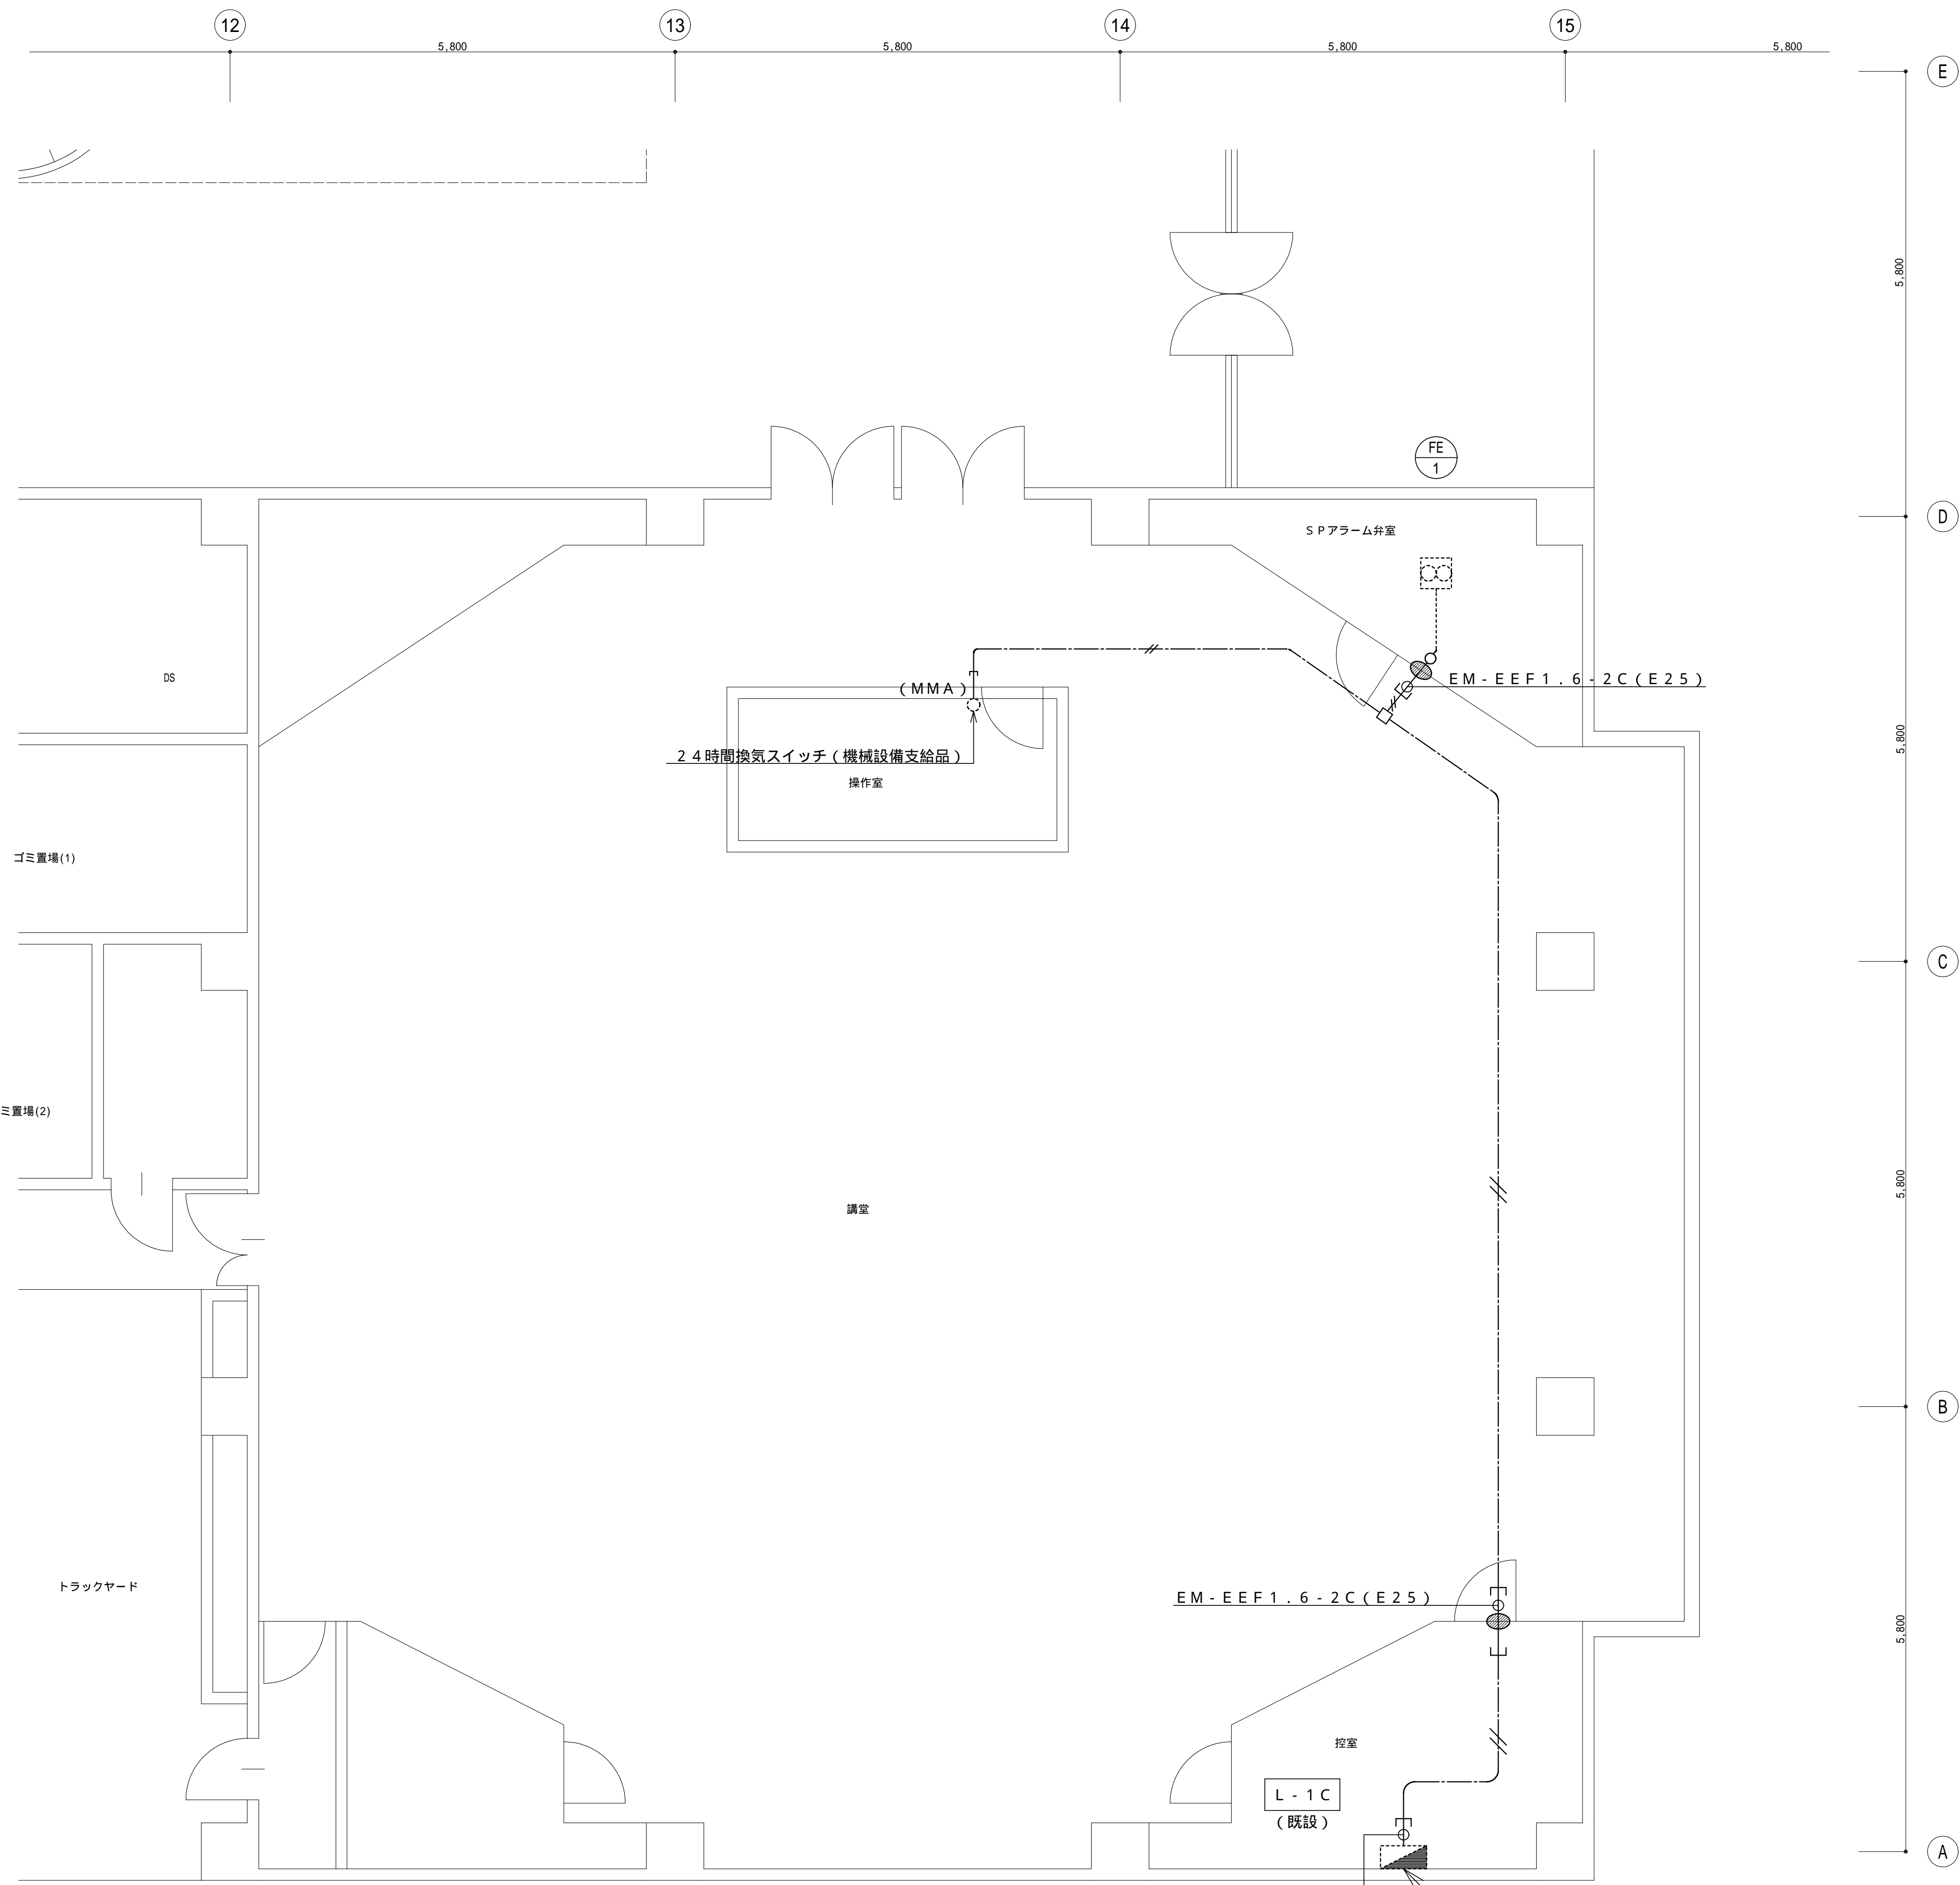 12
13
14
15
5,800
5,800
5,800
5,800
E
5,800
FE
1
D
SPアラーム弁室
DS
(MMA)
EM-EEF1.6-2C(E25)
5,800
24時間換気スイッチ(機械設備支給品)
操作室
ゴミ置場(1)
C
ミ置場(2)
5,800
講堂
B
トラックヤード
EM-EEF1.6-2C(E25)
5,800
控室
L-1C
(既設)
A